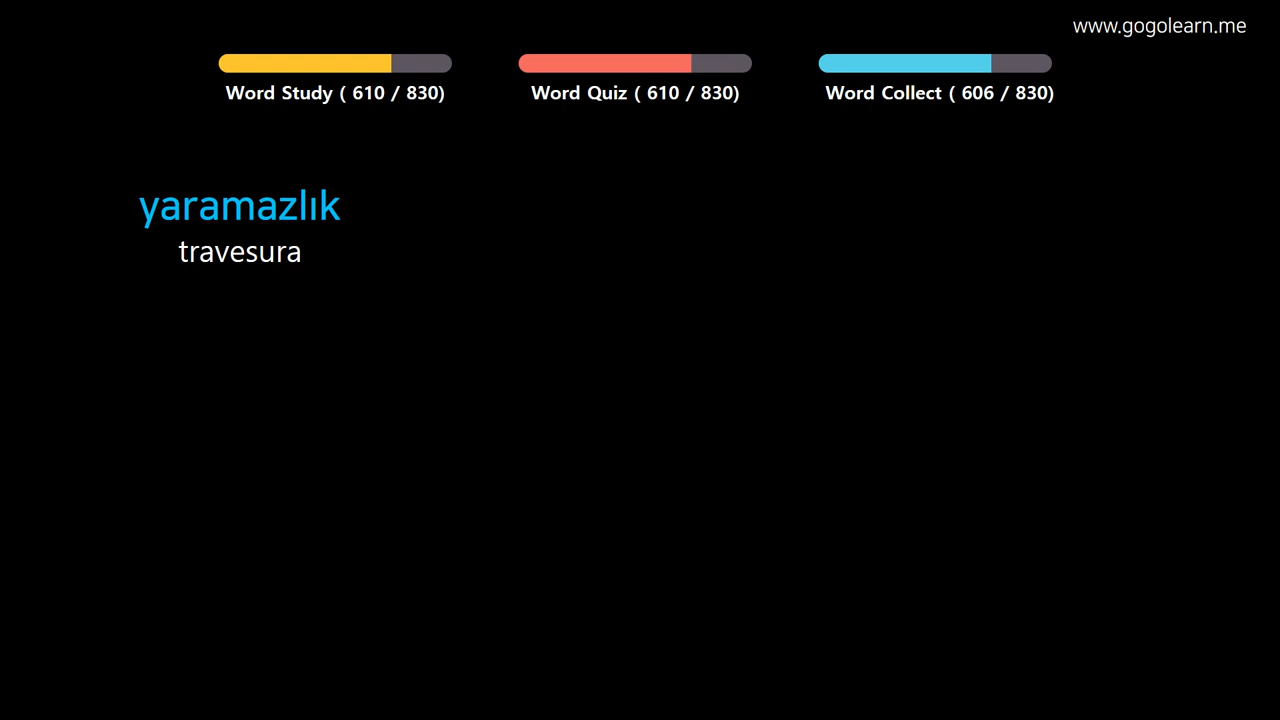 www.gogolearn.me
Word Study ( 610 / 830)
Word Quiz ( 610 / 830)
Word Collect ( 606 / 830)
yaramazlık
travesura